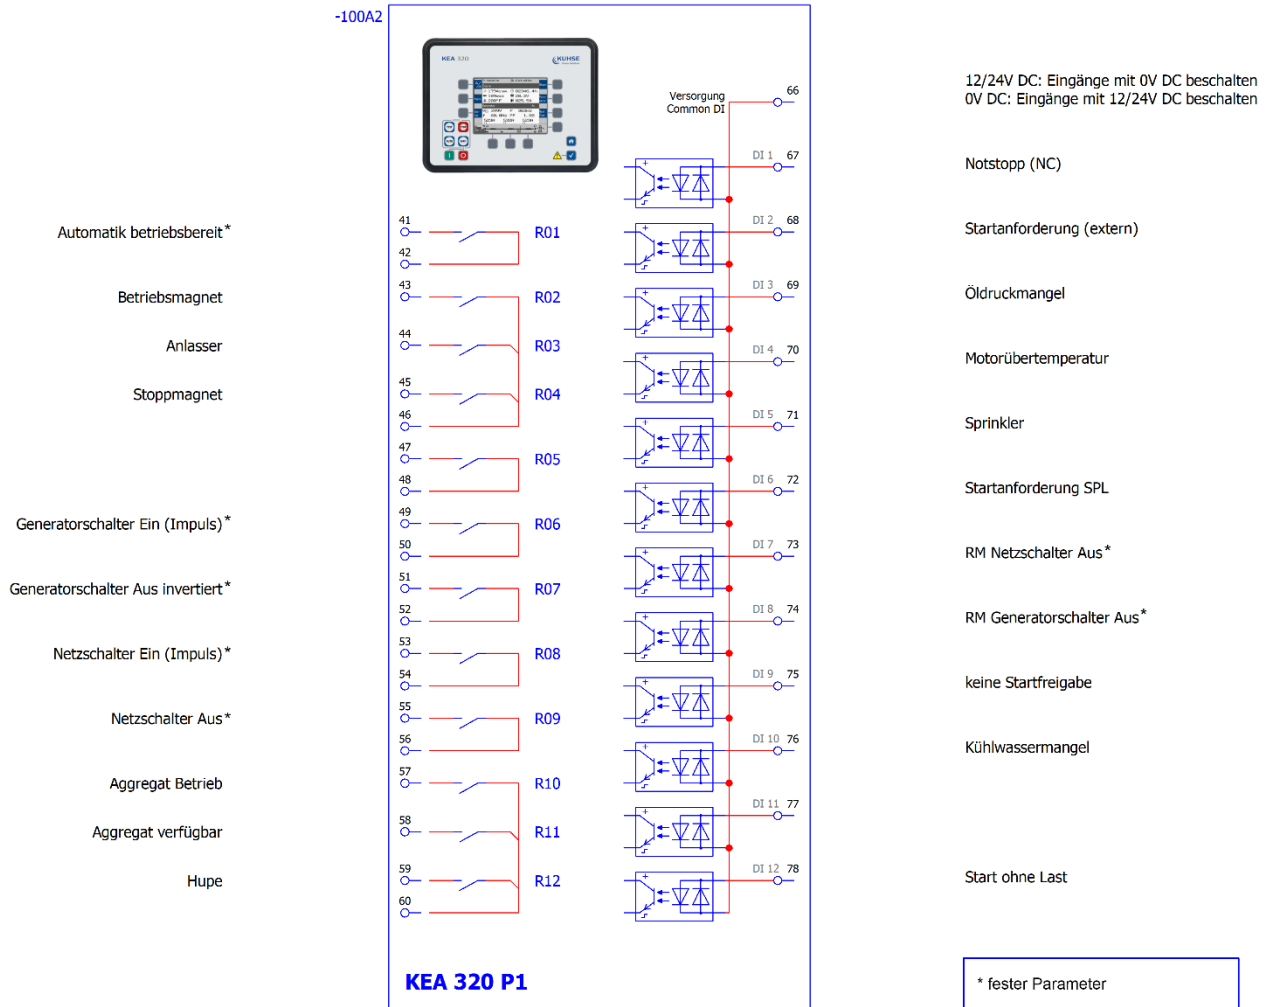 -100A2
KEA 320
KUHSE
Versorgung
Common DI
66
12/24V DC: Eingänge mit 0V DC beschalten
0V DC: Eingänge mit 12/24V DC beschalten
DI 1 67
Notstopp (NC)
Automatik betriebsbereit*
41
R01
42
DI 2 68
Startanforderung (extern)
Betriebsmagnet
43
R02
DI 3 69
Öldruckmangel
Anlasser
44
R03
DI 4 70
Motorübertemperatur
Stoppmagnet
45
R04
46
DI 5 71
Sprinkler
47
R05
48
DI 6 72
Startanforderung SPL
Generatorschalter Ein (Impuls)*
49
R06
50
DI 7 73
RM Netzschalter Aus*
Generatorschalter Aus invertiert*
51
R07
52
DI 8 74
RM Generatorschalter Aus*
Netzschalter Ein (Impuls)*
53
R08
54
DI 9 75
keine Startfreigabe
Netzschalter Aus*
55
R09
56
DI 10 76
Kühlwassermangel
Aggregat Betrieb
57
R10
DI 11 77
Aggregat verfügbar
58
R11
Hupe
59
R12
60
DI 12 78
Start ohne Last
KEA 320 P1
* fester Parameter